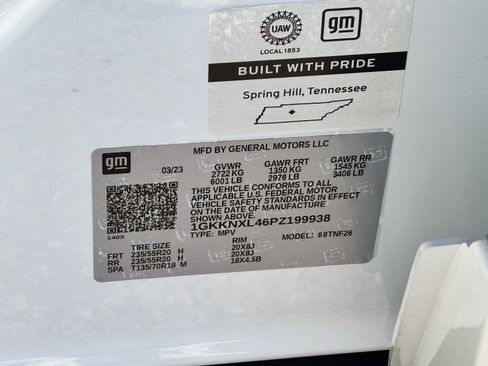 UAW
LOCAL 1853
gm
BUILT WITH PRIDE
Spring Hill, Tennessee
gm
MFD BY GENERAL MOTORS LLC
03/23 GVWR GAWR FRT GAWR RR
2722 KG 1350 KG 1545 KG
6001 LB 2976 LB 3406 LB
THIS VEHICLE CONFORMS TO ALL
APPLICABLE U.S. FEDERAL MOTOR
VEHICLE SAFETY STANDARDS IN EFFECT
ON THE DATE OF MANUFACTURE
SHOWN ABOVE.
1GKKNXL46PZ199938
140X TYPE: MPV MODEL: 68TNF26
TIRE SIZE RIM
FRT 235/55R20 H 20X8J
RR 235/55R20 H 20X8J
SPA T135/70R18 M 18X4.5B